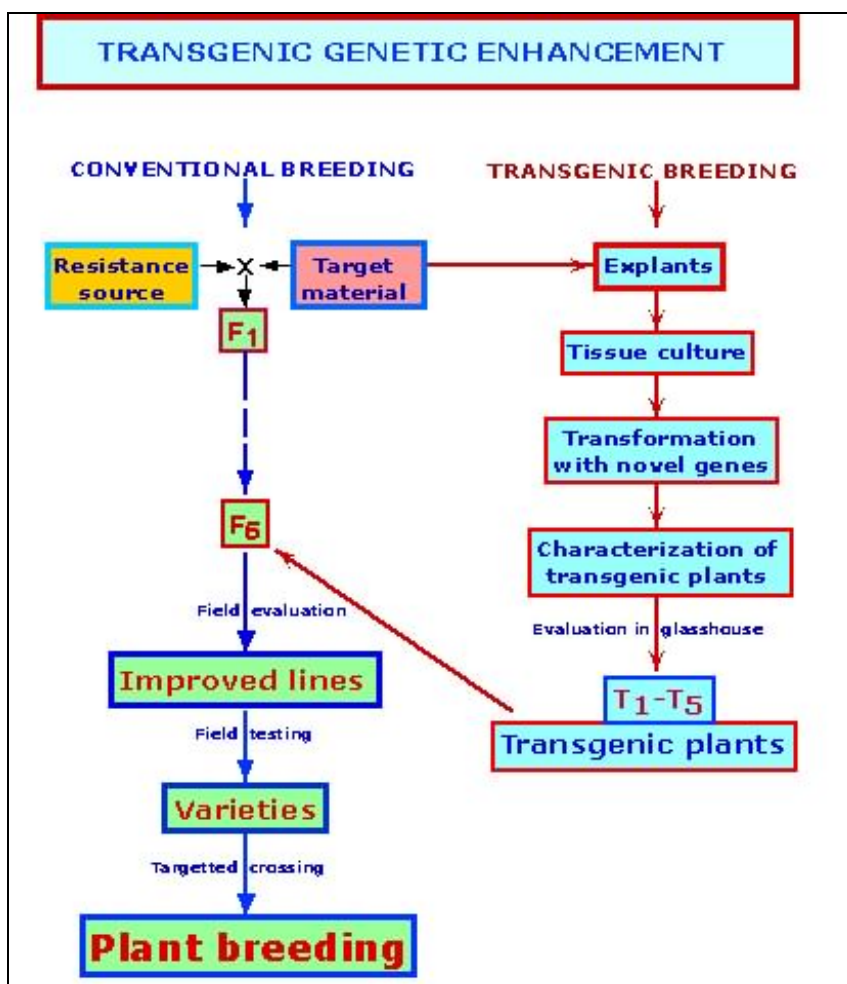 TRANSGENIC GENETIC ENHANCEMENT
CONVENTIONAL BREEDING
TRANSGENIC BREEDING
Resistance
source
X
Target
material
Explants
F1
Tissue culture
Transformation
with novel genes
F6
Characterization of
transgenic plants
Field evaluation
Evaluation in glasshouse
Improved lines
T1-T5
Transgenic plants
Field testing
Varieties
Targetted crossing
Plant breeding